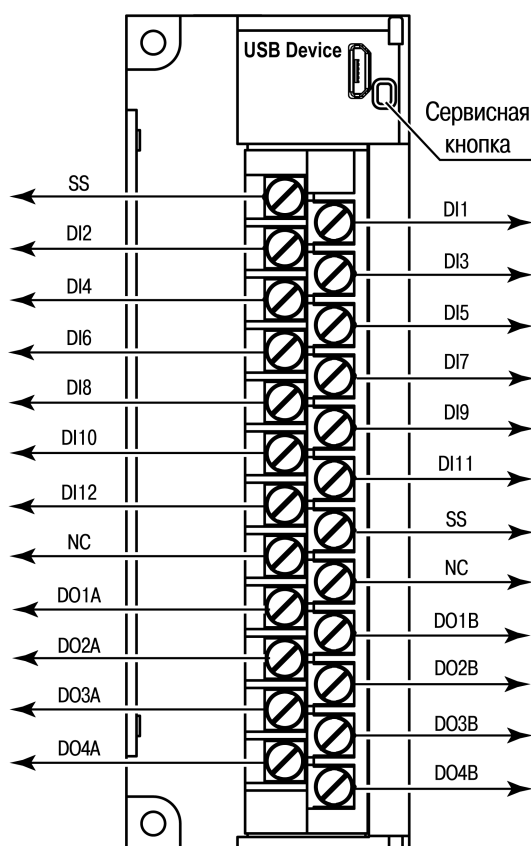 USB Device
Сервисная
кнопка
SS
DI1
DI2
DI3
DI4
DI5
DI6
DI7
DI8
DI9
DI10
DI11
DI12
SS
NC
NC
DO1A
DO1B
DO2A
DO2B
DO3A
DO3B
DO4A
DO4B